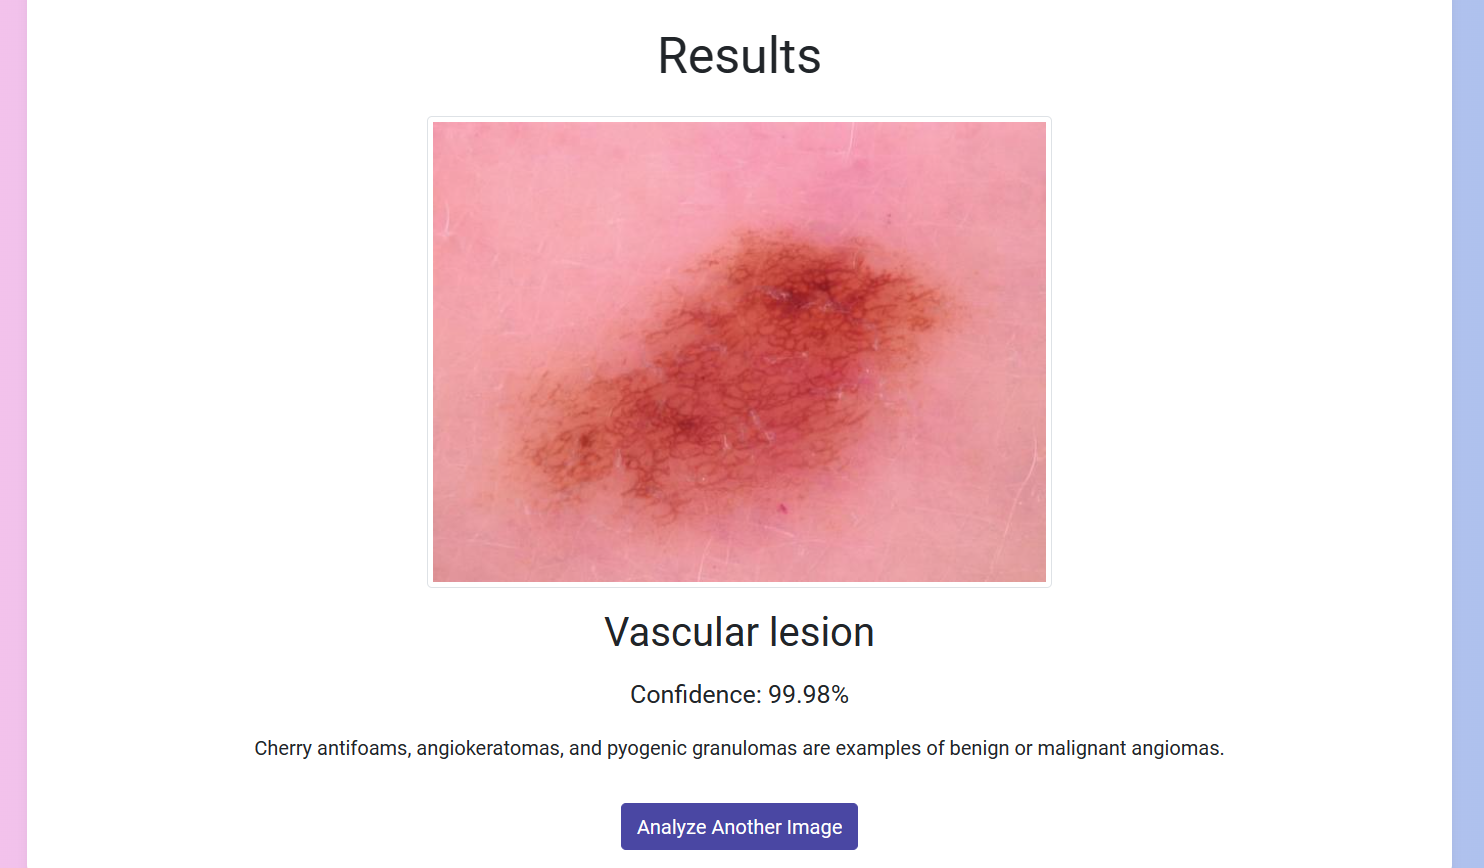 Results
Vascular lesion
Confidence: 99.98%
Cherry antifoams, angiokeratomas, and pyogenic granulomas are examples of benign or malignant angiomas.
Analyze Another Image